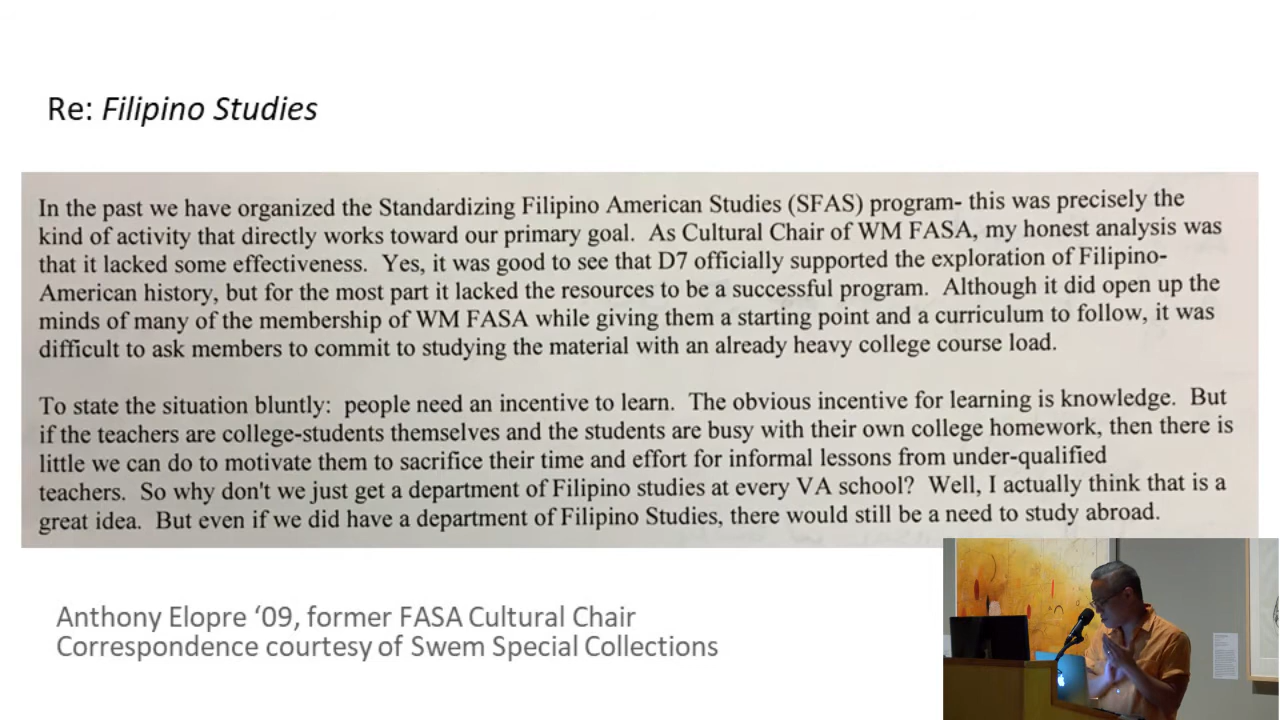 Re: Filipino Studies
In the past we have organized the Standardizing Filipino American Studies (SFAS) program- this was precisely the
kind of activity that directly works toward our primary goal.  As Cultural Chair of WM FASA, my honest analysis was
that it lacked some effectiveness.  Yes, it was good to see that D7 officially supported the exploration of Filipino-
American history, but for the most part it lacked the resources to be a successful program.  Although it did open up the
minds of many of the membership of WM FASA while giving them a starting point and a curriculum to follow, it was
difficult to ask members to commit to studying the material with an already heavy college course load.
To state the situation bluntly:  people need an incentive to learn.  The obvious incentive for learning is knowledge.  But
if the teachers are college-students themselves and the students are busy with their own college homework, then there is
little we can do to motivate them to sacrifice their time and effort for informal lessons from under-qualified
teachers.  So why don't we just get a department of Filipino studies at every VA school?  Well, I actually think that is a
great idea.  But even if we did have a department of Filipino Studies, there would still be a need to study abroad.
Anthony Elopre ‘09, former FASA Cultural Chair
Correspondence courtesy of Swem Special Collections